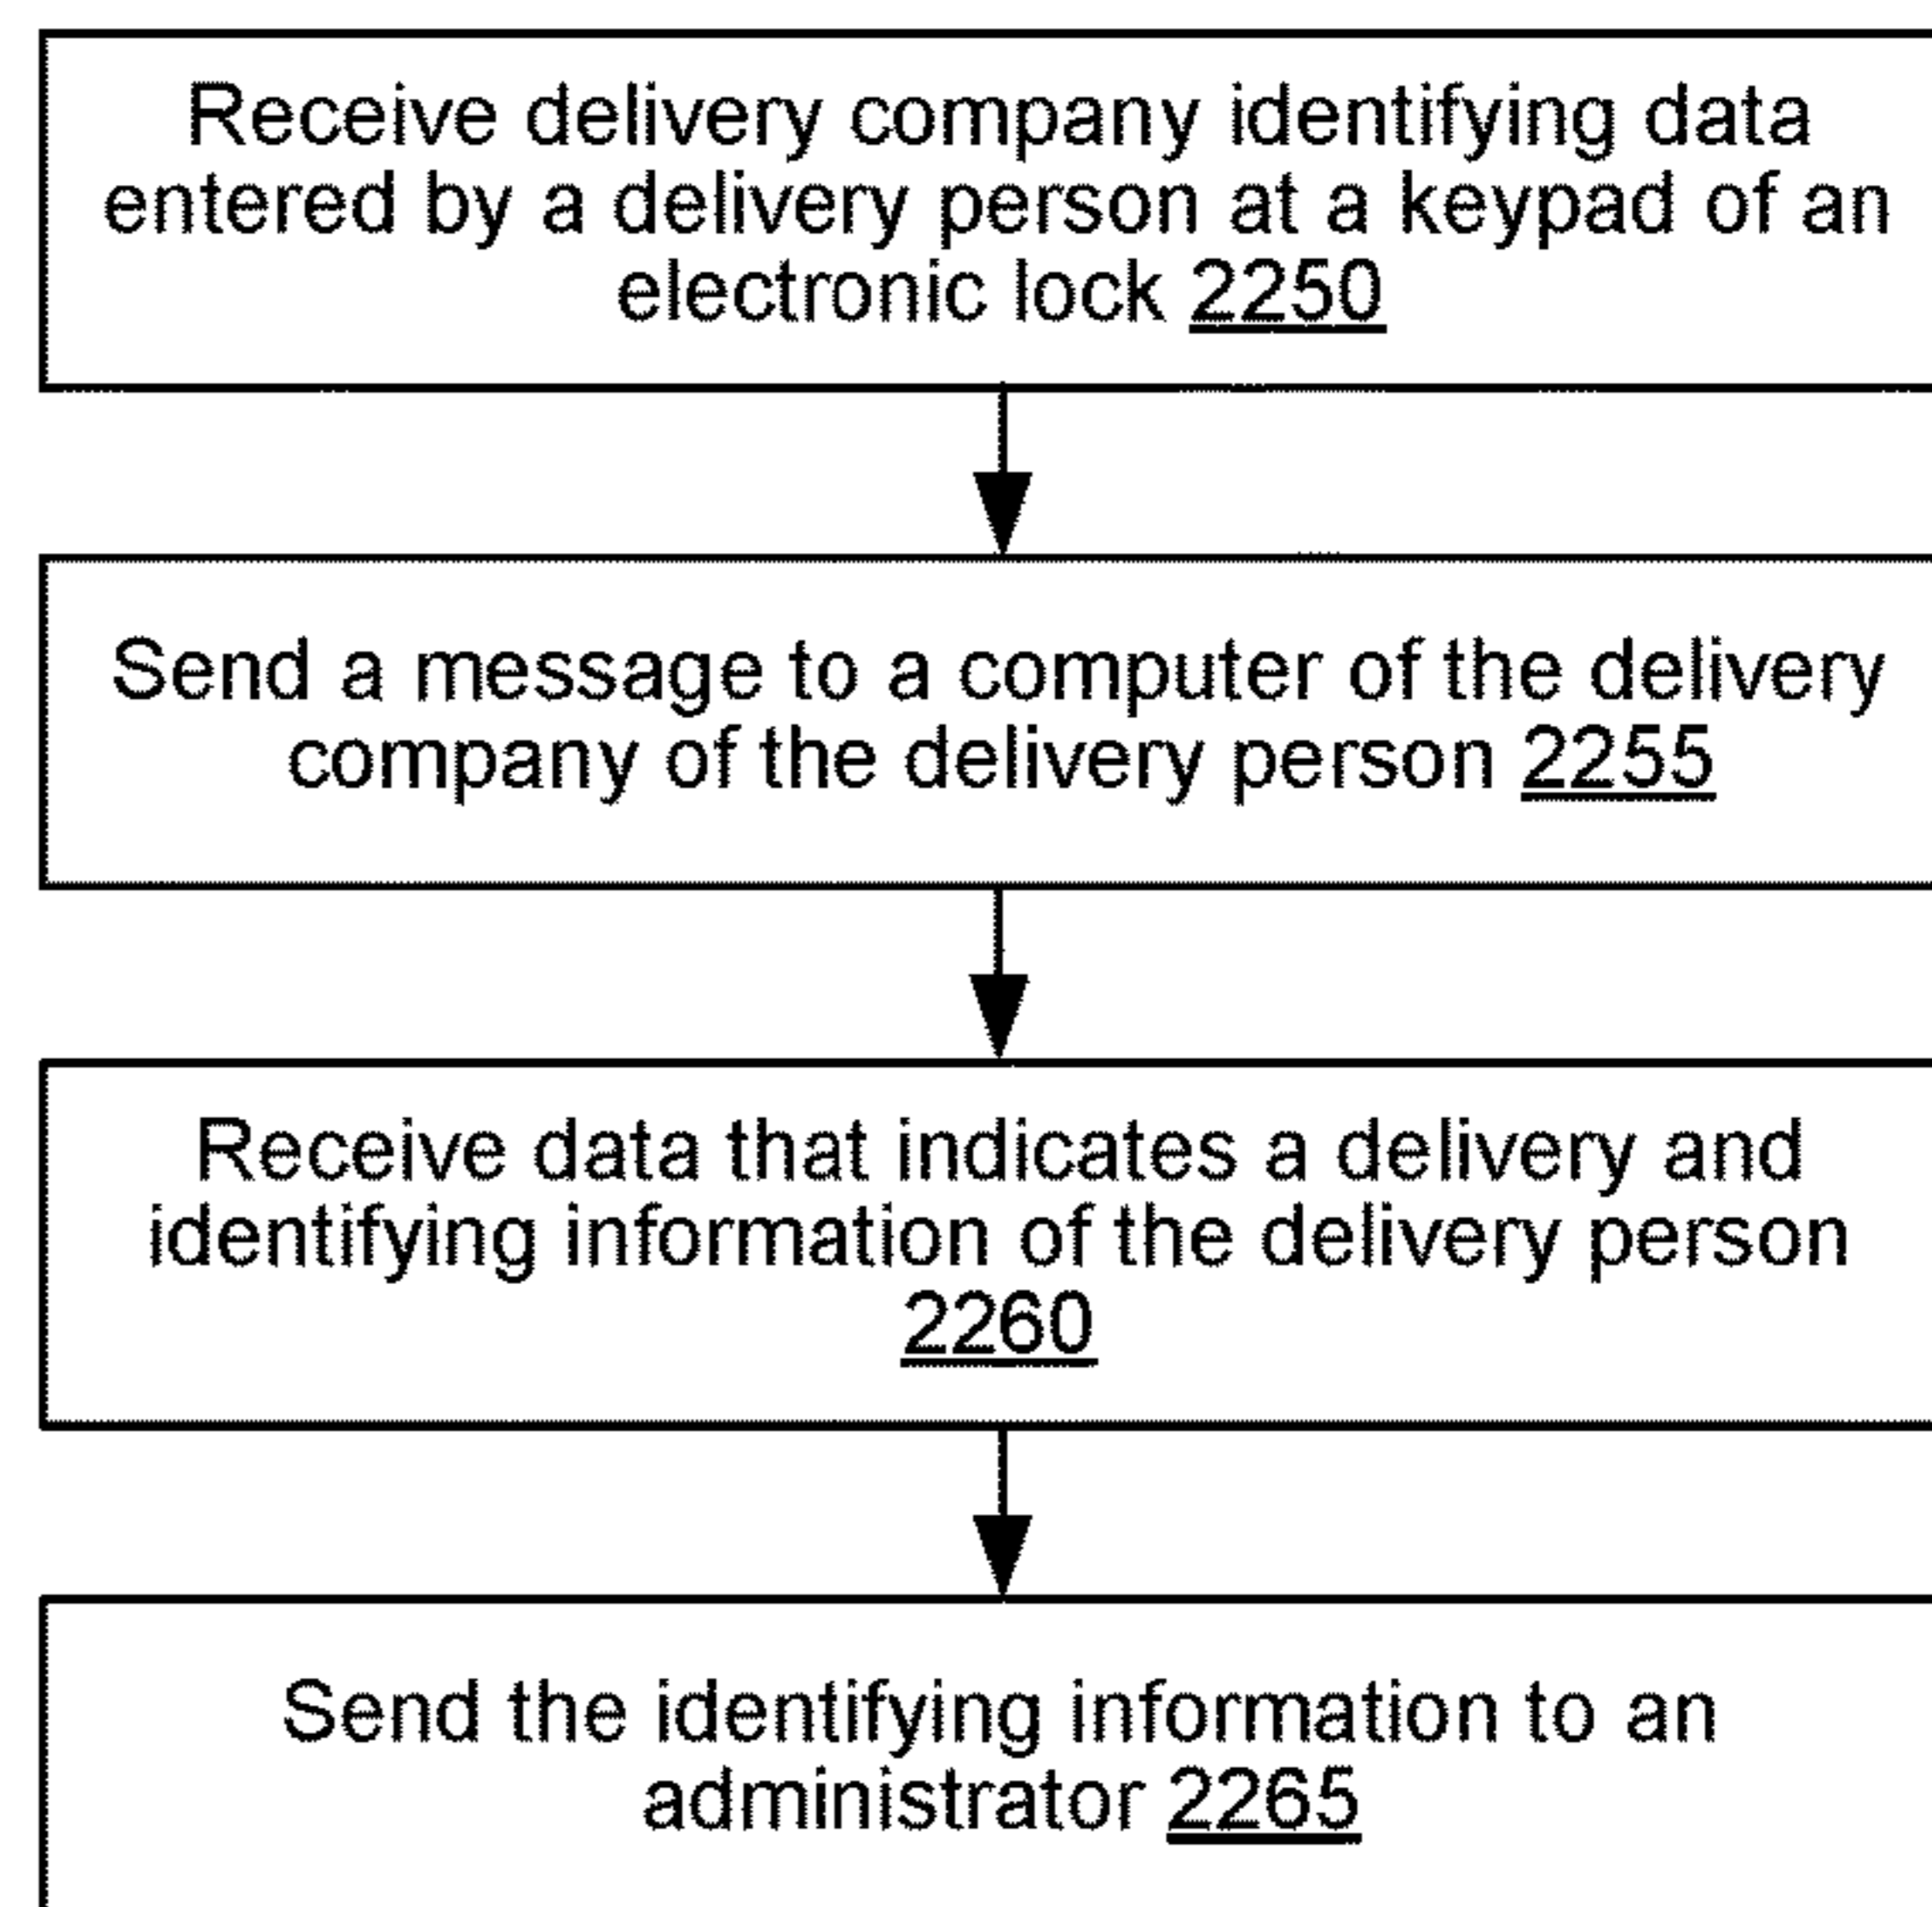 Receive delivery company identifying data
entered by a delivery person at a keypad of an
electronic lock 2250
Send a message to a computer of the delivery
company of the delivery person 2255
Receive data that indicates a delivery and
identifying information of the delivery person
2260
Send the identifying information to an
administrator 2265